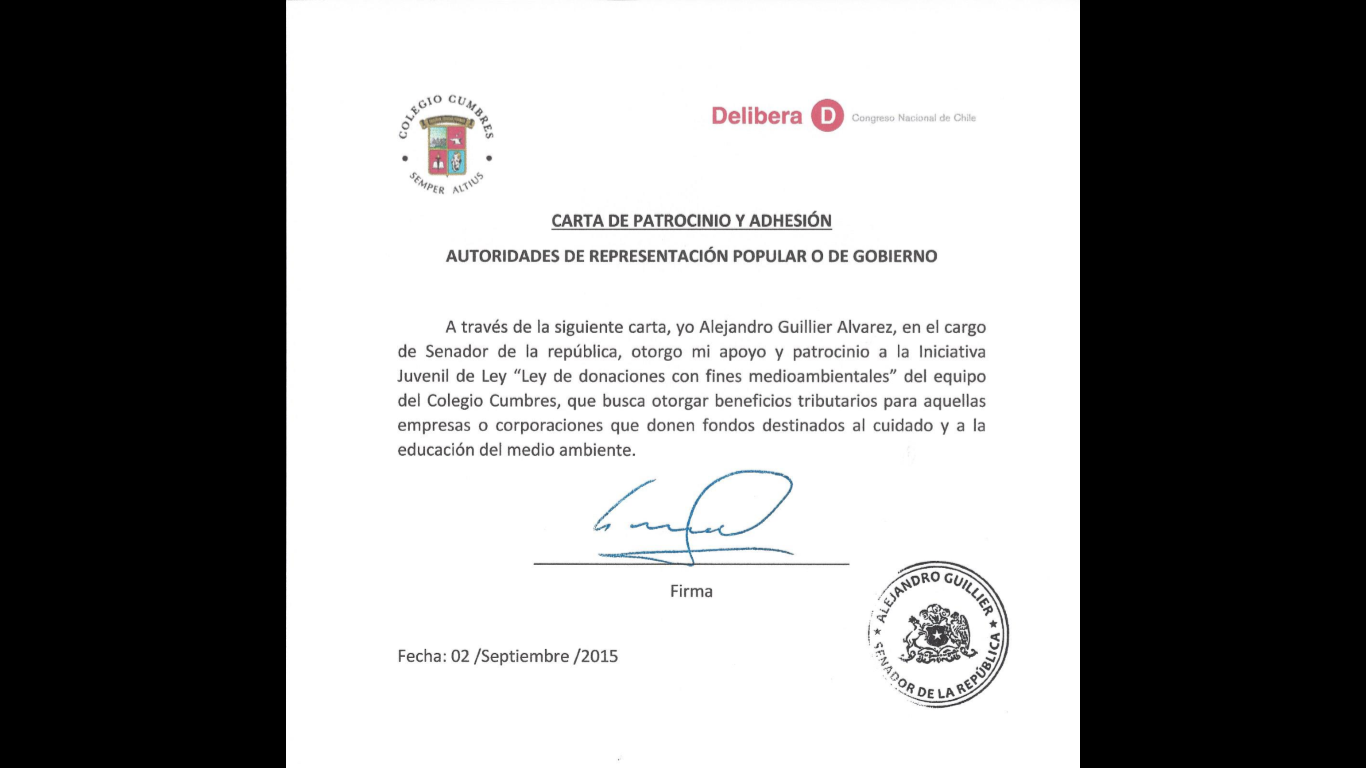 COLEGIO CUMBRES
SEMPER ALTIUS
Delibera D Congreso Nacional de Chile
CARTA DE PATROCINIO Y ADHESIÓN
AUTORIDADES DE REPRESENTACIÓN POPULAR O DE GOBIERNO
A través de la siguiente carta, yo Alejandro Guillier Alvarez, en el cargo
de Senador de la república, otorgo mi apoyo y patrocinio a la Iniciativa
Juvenil de Ley “Ley de donaciones con fines medioambientales” del equipo
del Colegio Cumbres, que busca otorgar beneficios tributarios para aquellas
empresas o corporaciones que donen fondos destinados al cuidado y a la
educación del medio ambiente.
Firma
ALEJANDRO GUILLIER
SENADOR DE LA REPÚBLICA
Fecha: 02 /Septiembre /2015